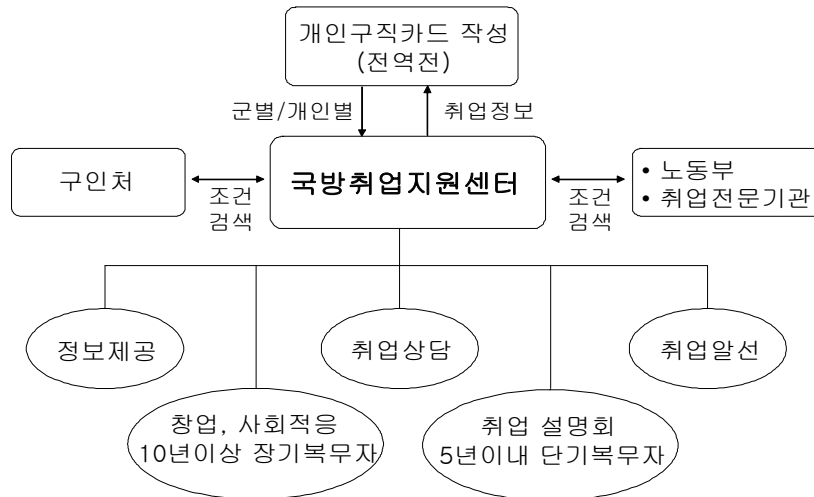 개인구직카드 작성
(전역전)
군별/개인별
취업정보
구인처
조건
검색
국방취업지원센터
조건
검색
• 노동부
• 취업전문기관
정보제공
취업상담
취업알선
창업, 사회적응
10년이상 장기복무자
취업 설명회
5년이내 단기복무자